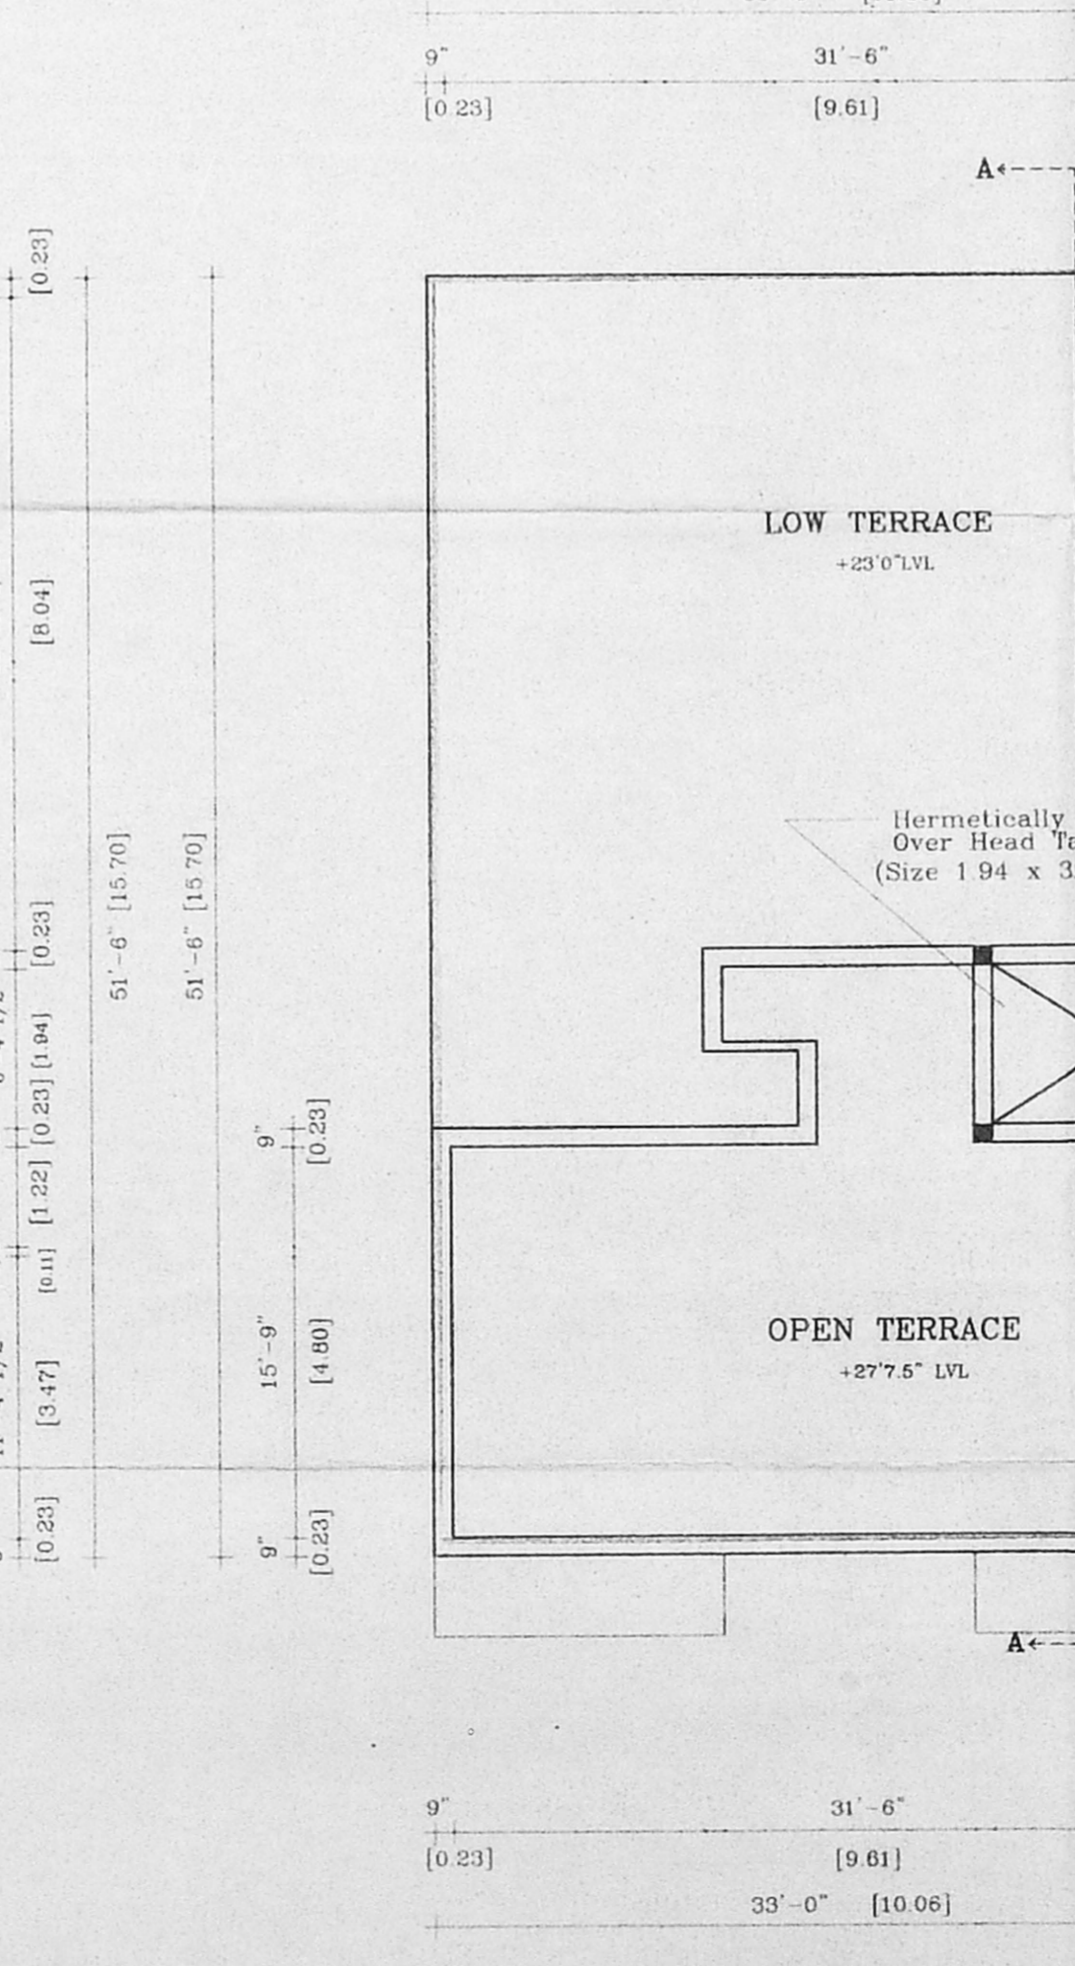 9" 31'-6"
[0.23] [9.61]
A
[0.23]
[8.04]
[0.23]
[1.94]
[0.23]
[1.22]
[0.11]
[3.47]
[0.23]
51'-6" [15.70]
51'-6" [15.70]
9"
[0.23]
15'-9"
[4.80]
9"
[0.23]
LOW TERRACE
+23'0"LVL
Hermetically
Over Head
(Size 1.94 x
OPEN TERRACE
+27'7.5" LVL
A
9" 31'-6"
[0.23] [9.61]
33'-0" [10.06]